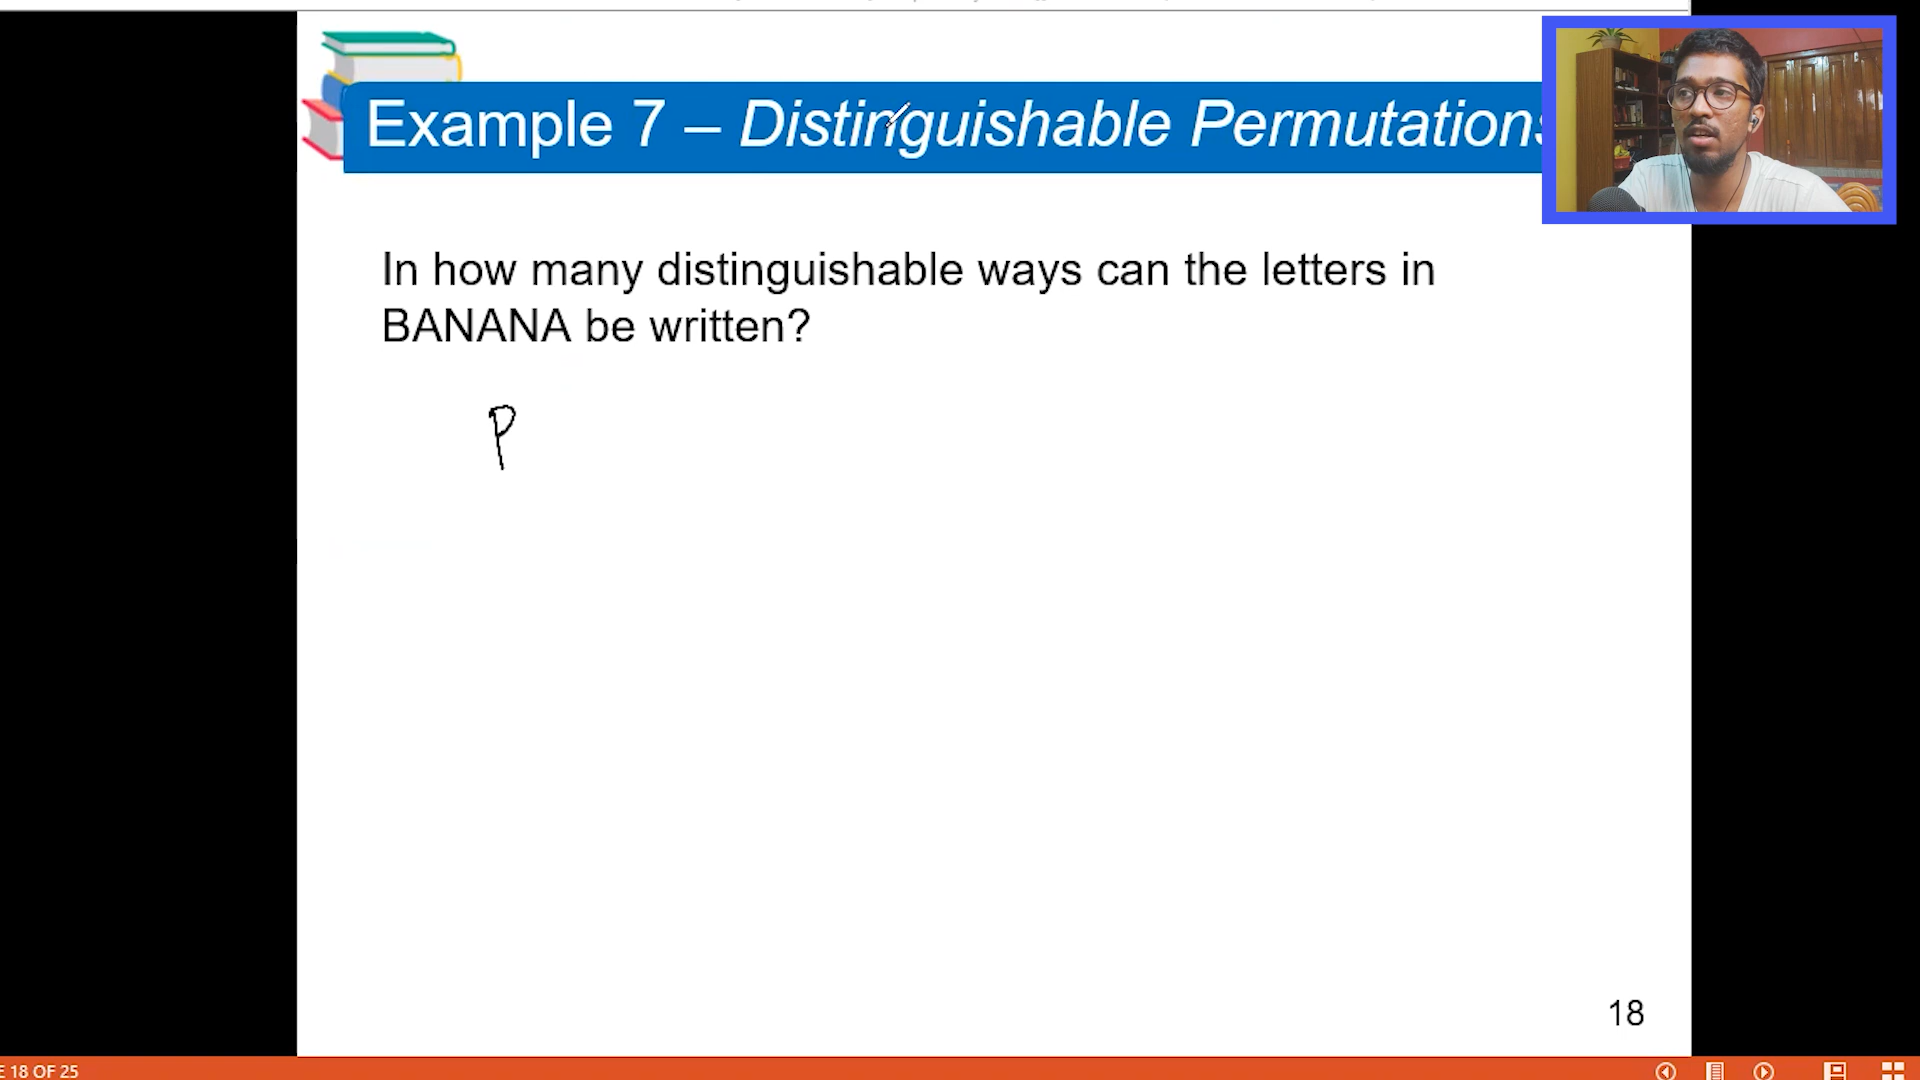 Example 7 – Distinguishable Permutations
In how many distinguishable ways can the letters in
BANANA be written?
P
18
E 18 OF 25